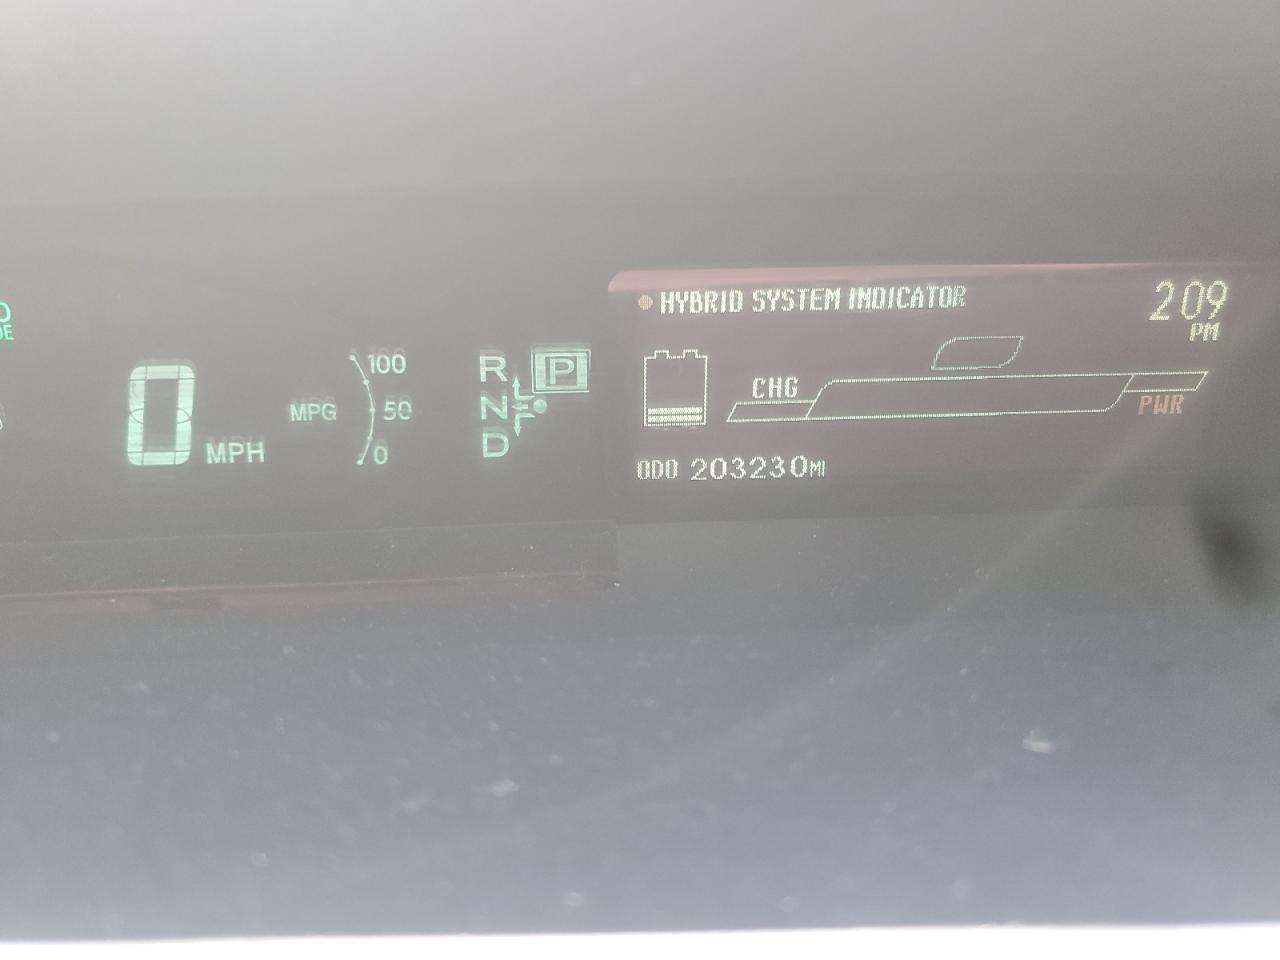 HYBRID SYSTEM INDICATOR
2 09
PM
100
R P
CHG
0
MPG 50
N
PWR
MPH
0
D
ODO 203230MI